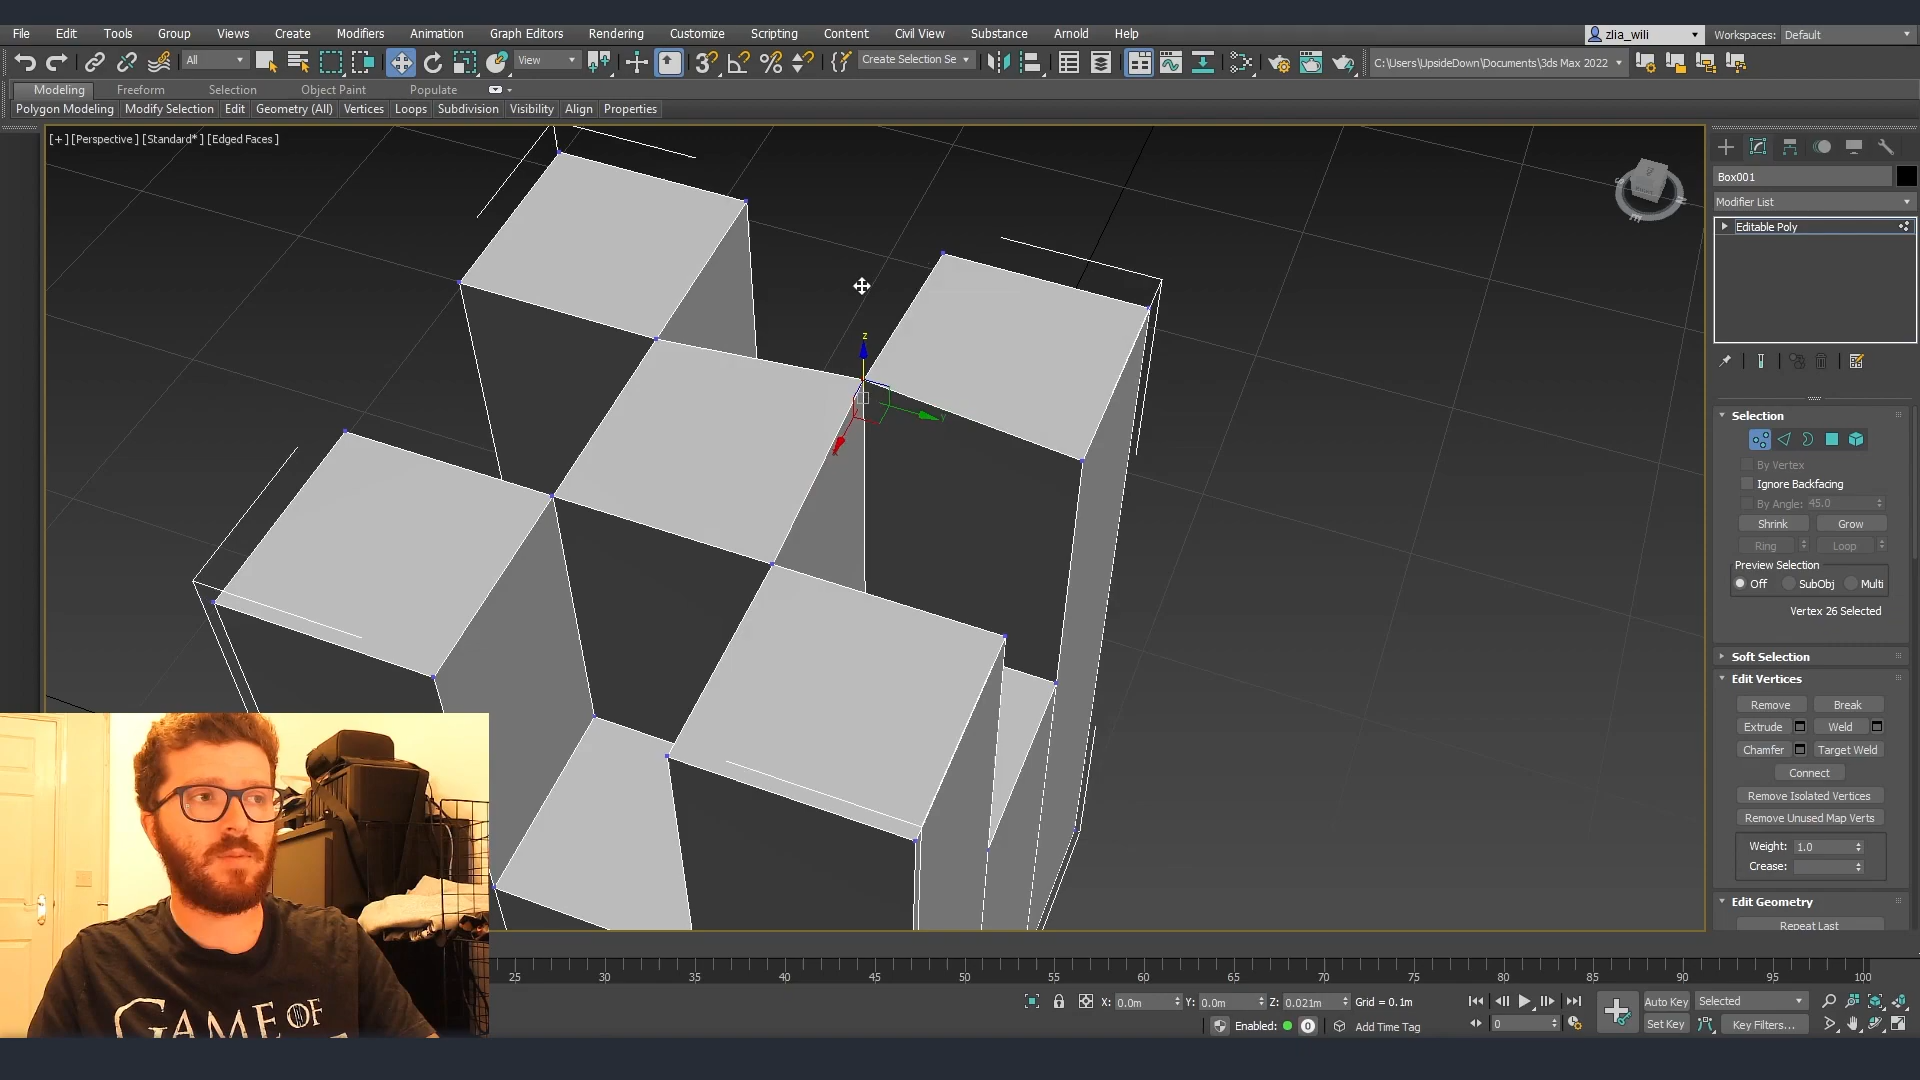 File Edit Tools Group Views Create Modifiers Animation Graph Editors Rendering Customize Scripting Content Civil View Substance Arnold Help zlia_wili Workspaces: Default
All View Create Selection Se C:\Users\UpsideDown\Documents\3ds Max 2022
Modeling Freeform Selection Object Paint Populate
Polygon Modeling Modify Selection Edit Geometry (All) Vertices Loops Subdivision Visibility Align Properties
[+] [Perspective] [Standard*] [Edged Faces]
Box001
Modifier List
Editable Poly
z
y
x
Selection
By Vertex
Ignore Backfacing
By Angle: 45.0
Shrink Grow
Ring Loop
Preview Selection
Off SubObj Multi
Vertex 26 Selected
Soft Selection
Edit Vertices
Remove Break
Extrude Weld
Chamfer Target Weld
Connect
Remove Isolated Vertices
Remove Unused Map Verts
Weight: 1.0
Crease:
Edit Geometry
Repeat Last
GAME OF
25 30 35 40 45 50 55 60 65 70 75 80 85 90 95 100
X: 0.0m Y: 0.0m Z: 0.021m Grid = 0.1m Auto Key Selected
Enabled: 0 Add Time Tag 0 Set Key Key Filters...